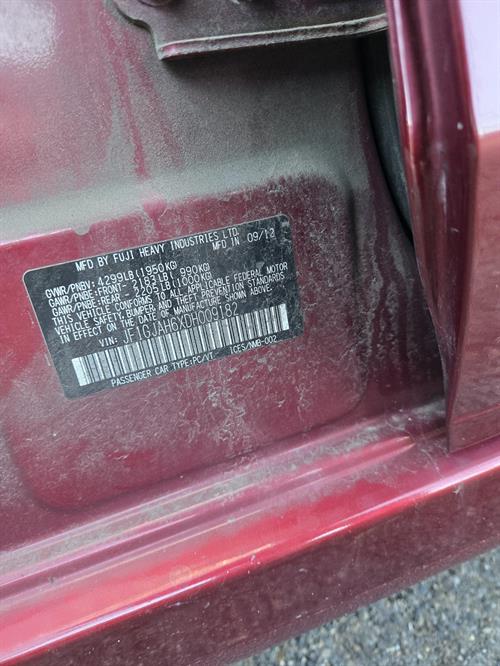 MFD BY FUJI HEAVY INDUSTRIES LTD.
MFD IN 09/12
GVWR/PNBV: 4299LB(1950KG)
GAWR/PNBE:FRONT- 2183LB( 990KG)
GAWR/PNBE:REAR - 2205LB(1000KG)
THIS VEHICLE CONFORMS TO ALL APPLICABLE FEDERAL MOTOR
VEHICLE SAFETY, BUMPER AND THEFT PREVENTION STANDARDS
IN EFFECT ON THE DATE OF MANUFACTURE SHOWN ABOVE.
VIN: JF1GJAH6XDH009182
PASSENGER CAR TYPE:PC/VT ICES/NMB-002